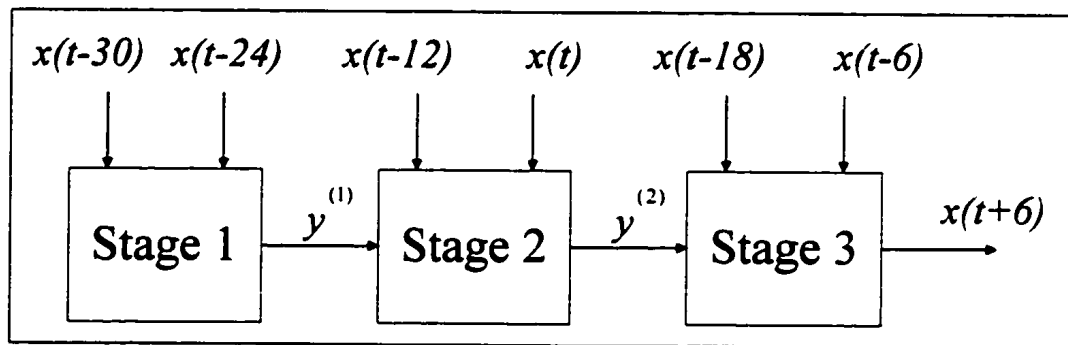 x(t-30) x(t-24) x(t-12) x(t) x(t-18) x(t-6)
y(1) y(2) x(t+6)
Stage 1 Stage 2 Stage 3